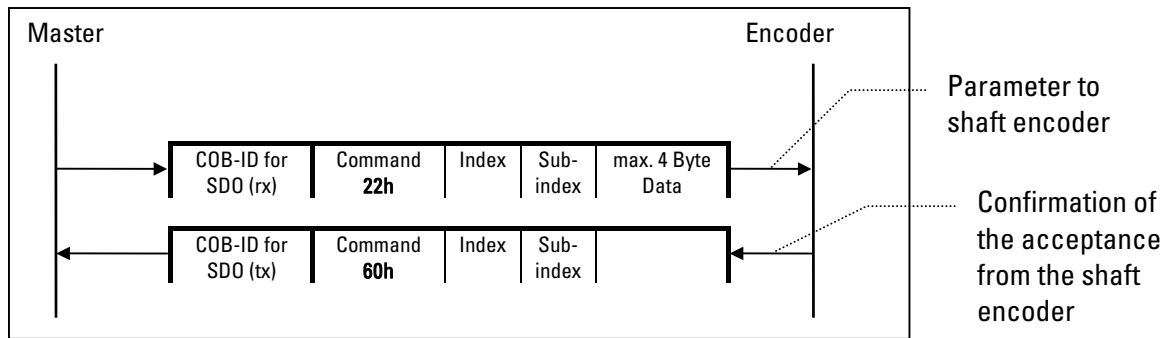 Master
Encoder
Parameter to
shaft encoder
COB-ID for
SDO (rx)
Command
22h
Index
Sub-
index
max. 4 Byte
Data
Confirmation of
the acceptance
from the shaft
encoder
COB-ID for
SDO (tx)
Command
60h
Index
Sub-
index